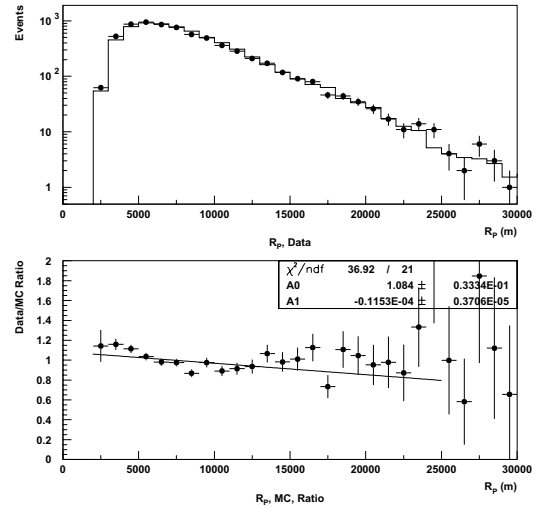 Events
10 3
10 2
10
1
0 5000 10000 15000 20000 25000 30000
R_P (m)
R_P, Data
Data/MC Ratio
2
1.8
1.6
1.4
1.2
1
0.8
0.6
0.4
0.2
0
χ²/ndf 36.92 / 21
A0 1.084 ± 0.3334E-01
A1 -0.1153E-04 ± 0.3706E-05
0 5000 10000 15000 20000 25000 30000
R_P (m)
R_P, MC, Ratio